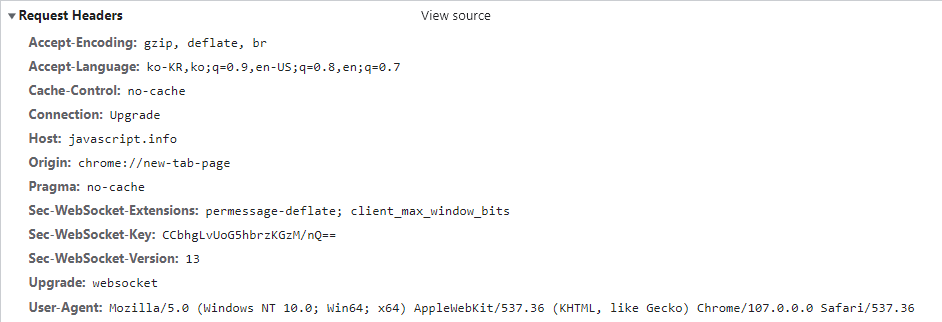 ▼Request Headers View source
Accept-Encoding: gzip, deflate, br
Accept-Language: ko-KR,ko;q=0.9,en-US;q=0.8,en;q=0.7
Cache-Control: no-cache
Connection: Upgrade
Host: javascript.info
Origin: chrome://new-tab-page
Pragma: no-cache
Sec-WebSocket-Extensions: permessage-deflate; client_max_window_bits
Sec-WebSocket-Key: CCbhgLvUoG5hbrzKGzM/nQ==
Sec-WebSocket-Version: 13
Upgrade: websocket
User-Agent: Mozilla/5.0 (Windows NT 10.0; Win64; x64) AppleWebKit/537.36 (KHTML, like Gecko) Chrome/107.0.0.0 Safari/537.36